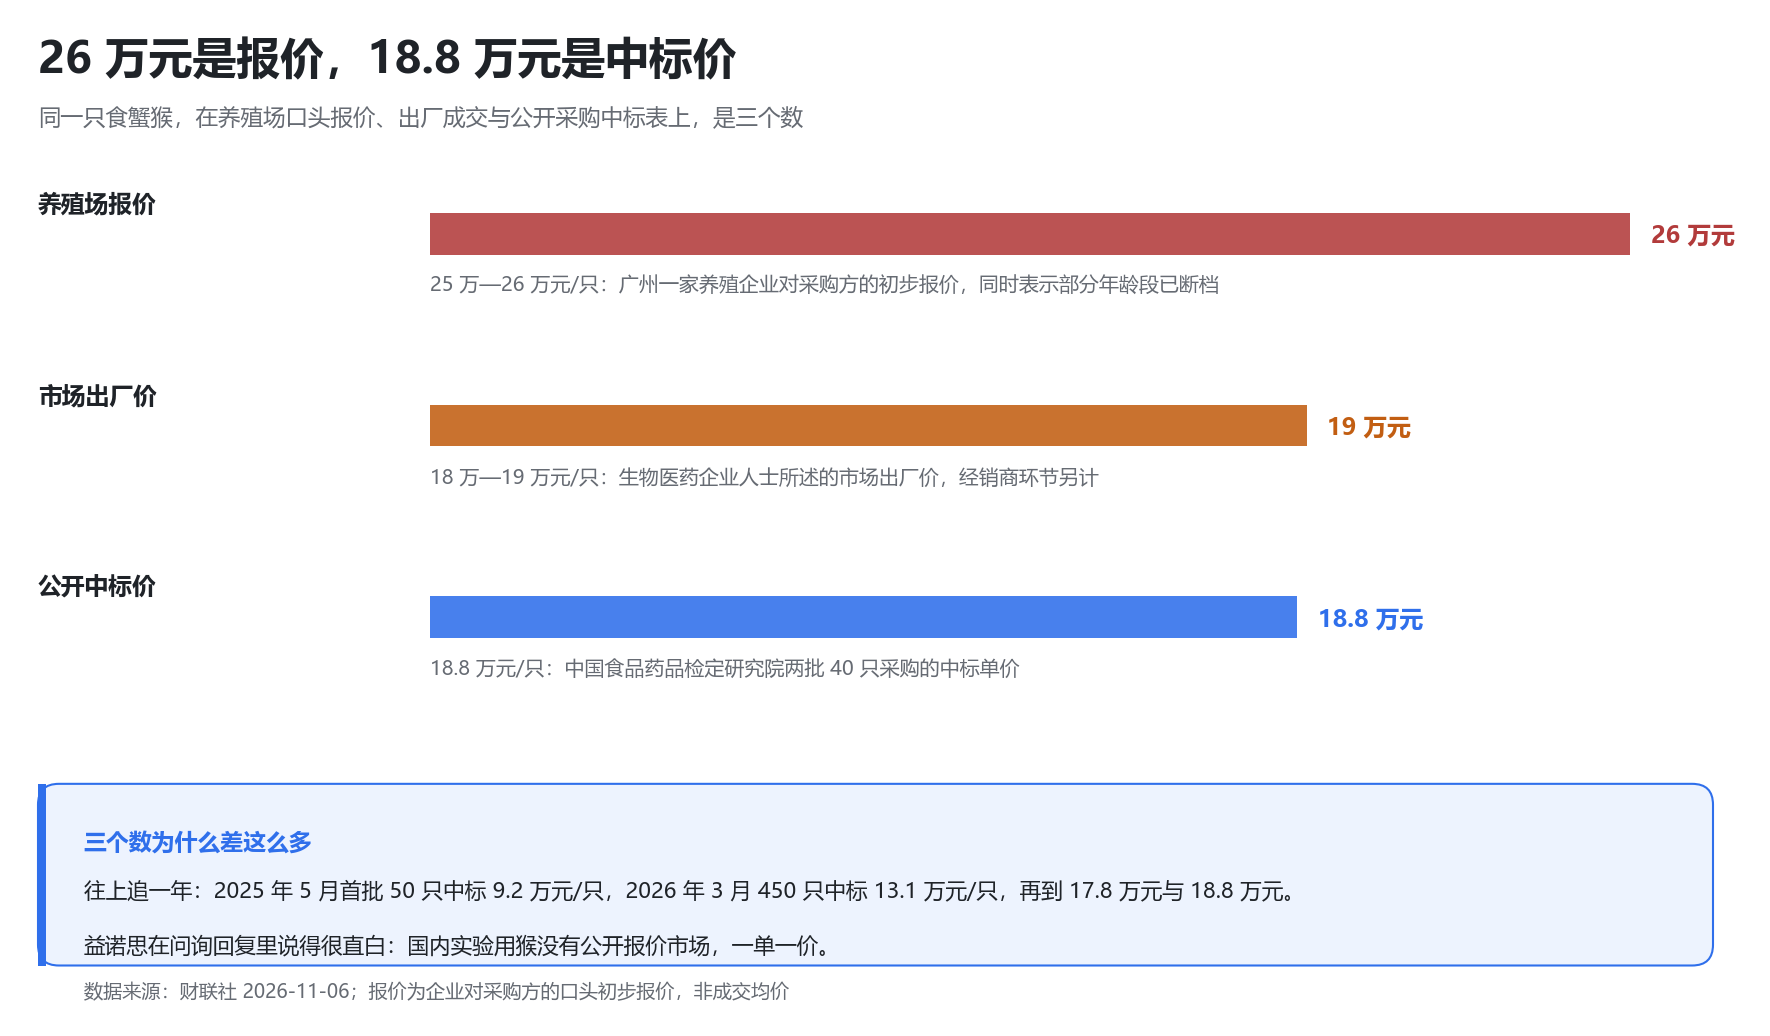 26 万元是报价，18.8 万元是中标价
同一只食蟹猴，在养殖场口头报价、出厂成交与公开采购中标表上，是三个数
养殖场报价
26 万元
25 万—26 万元/只：广州一家养殖企业对采购方的初步报价，同时表示部分年龄段已断档
市场出厂价
19 万元
18 万—19 万元/只：生物医药企业人士所述的市场出厂价，经销商环节另计
公开中标价
18.8 万元
18.8 万元/只：中国食品药品检定研究院两批 40 只采购的中标单价
三个数为什么差这么多
往上追一年：2025 年 5 月首批 50 只中标 9.2 万元/只，2026 年 3 月 450 只中标 13.1 万元/只，再到 17.8 万元与 18.8 万元。
益诺思在问询回复里说得很直白：国内实验用猴没有公开报价市场，一单一价。
数据来源：财联社 2026-11-06；报价为企业对采购方的口头初步报价，非成交均价